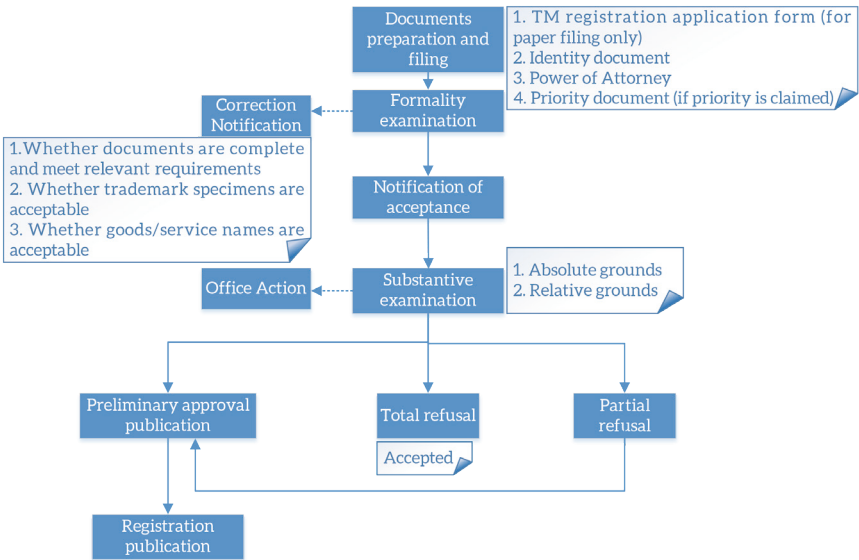 Documents
preparation and
filing
1. TM registration application form (for
paper filing only)
2. Identity document
3. Power of Attorney
4. Priority document (if priority is claimed)
Correction
Notification
Formality
examination
1.Whether documents are complete
and meet relevant requirements
2. Whether trademark specimens are
acceptable
3. Whether goods/service names are
acceptable
Notification of
acceptance
Office Action
Substantive
examination
1. Absolute grounds
2. Relative grounds
Preliminary approval
publication
Total refusal
Partial
refusal
Accepted
Registration
publication